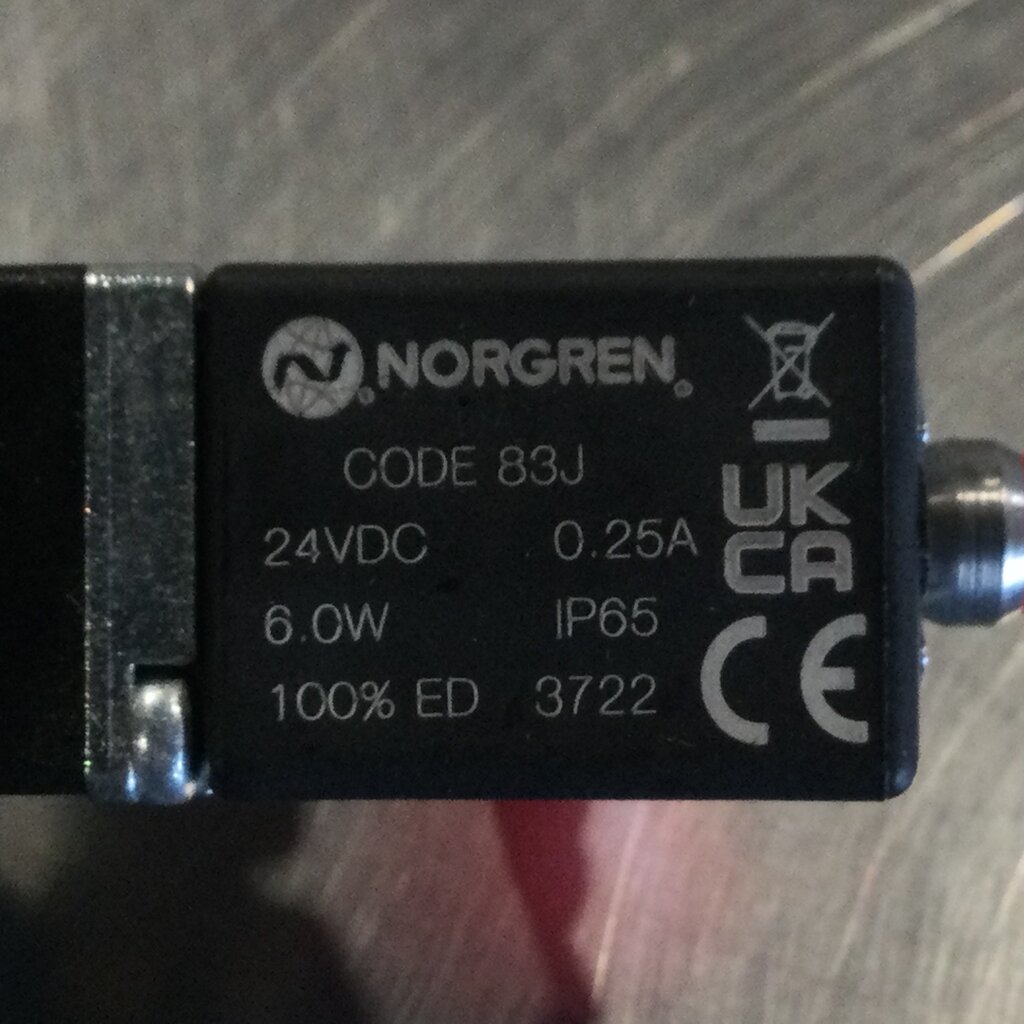 NORGREN
CODE 83J
24VDC 0.25A
6.0W IP65
100% ED 3722
UK
CA
CE